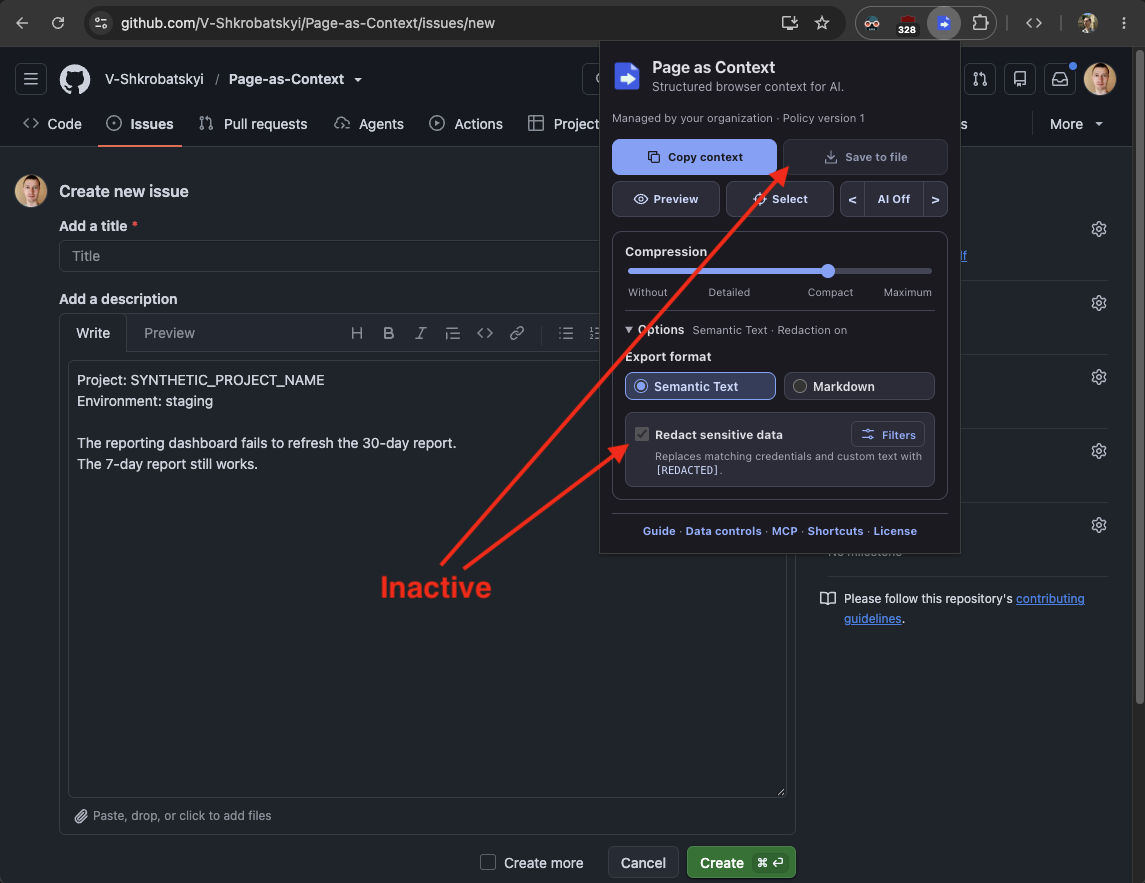 github.com/V-Shkrobatskyi/Page-as-Context/issues/new
328
V-Shkrobatskyi / Page-as-Context
Code
Issues
Pull requests
Agents
Actions
More
Page as Context
Structured browser context for AI.
Managed by your organization · Policy version 1
Copy context
Save to file
Preview
Select
< AI Off >
Compression
Without Detailed Compact Maximum
Options Semantic Text · Redaction on
Export format
Semantic Text
Markdown
Redact sensitive data
Filters
Replaces matching credentials and custom text with
[REDACTED].
Guide · Data controls · MCP · Shortcuts · License
Create new issue
Add a title *
Title
Add a description
Write Preview
Project: SYNTHETIC_PROJECT_NAME
Environment: staging
The reporting dashboard fails to refresh the 30-day report.
The 7-day report still works.
Inactive
Please follow this repository's contributing
guidelines.
Paste, drop, or click to add files
Create more
Cancel
Create